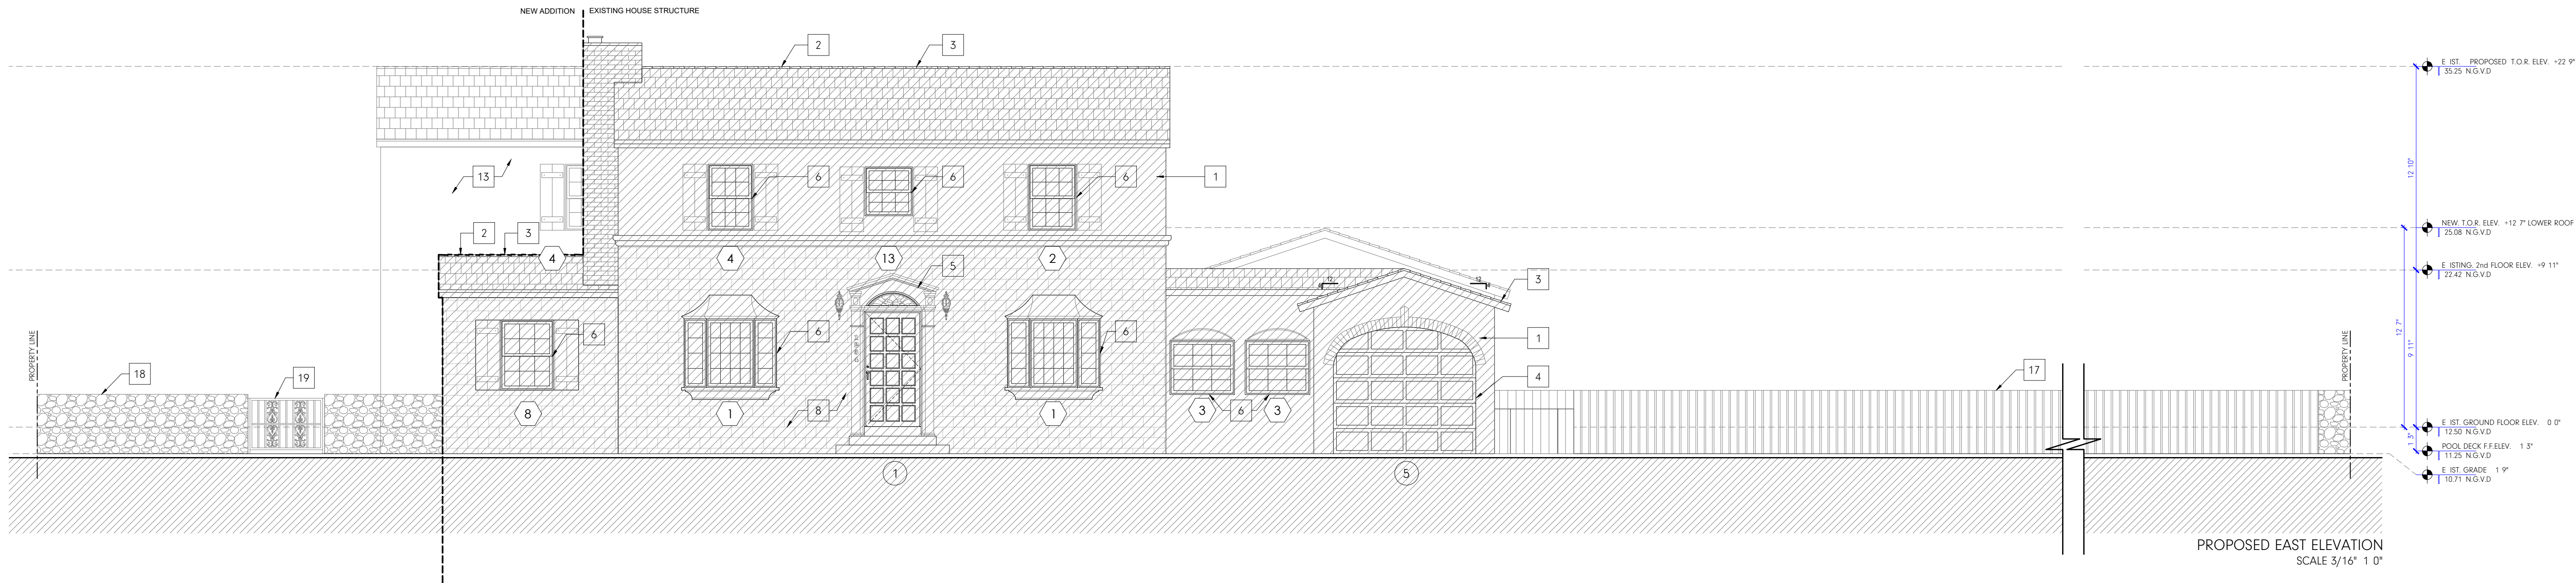 NEW ADDITION
EXISTING HOUSE STRUCTURE
2
3
E IST. PROPOSED T.O.R. ELEV. +22 9"
35.25 N.G.V.D
13
6
6
6
1
12 10"
2
3
4
4
13
2
NEW. T.O.R. ELEV. +12 7" LOWER ROOF
25.08 N.G.V.D
5
12
12
3
E ISTING. 2nd FLOOR ELEV. +9 11"
22.42 N.G.V.D
PROPERTY LINE
6
6
6
1
PROPERTY LINE
12 7"
9 11"
18
19
4
17
8
1
8
1
3
6
3
E IST. GROUND FLOOR ELEV. 0 0"
12.50 N.G.V.D
1 3"
POOL DECK F.F.ELEV. 1 3"
11.25 N.G.V.D
1
5
E IST. GRADE 1 9"
10.71 N.G.V.D
PROPOSED EAST ELEVATION
SCALE 3/16" 1 0"